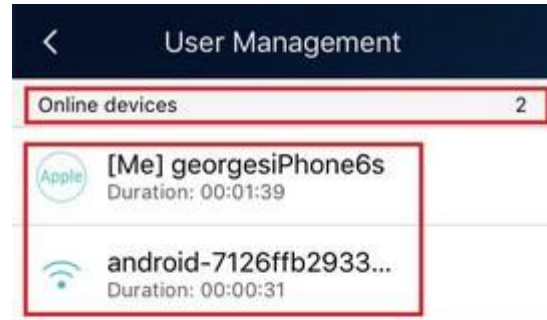 User Management
Online devices 2
Apple
[Me] georgesiPhone6s
Duration: 00:01:39
android-7126ffb2933...
Duration: 00:00:31